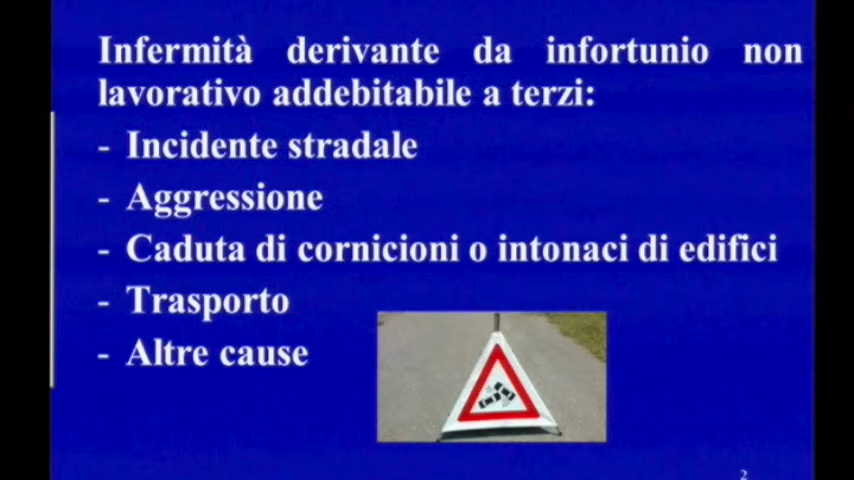 Infermità derivante da infortunio non
lavorativo addebitabile a terzi:
- Incidente stradale
- Aggressione
- Caduta di cornicioni o intonaci di edifici
- Trasporto
- Altre cause
2